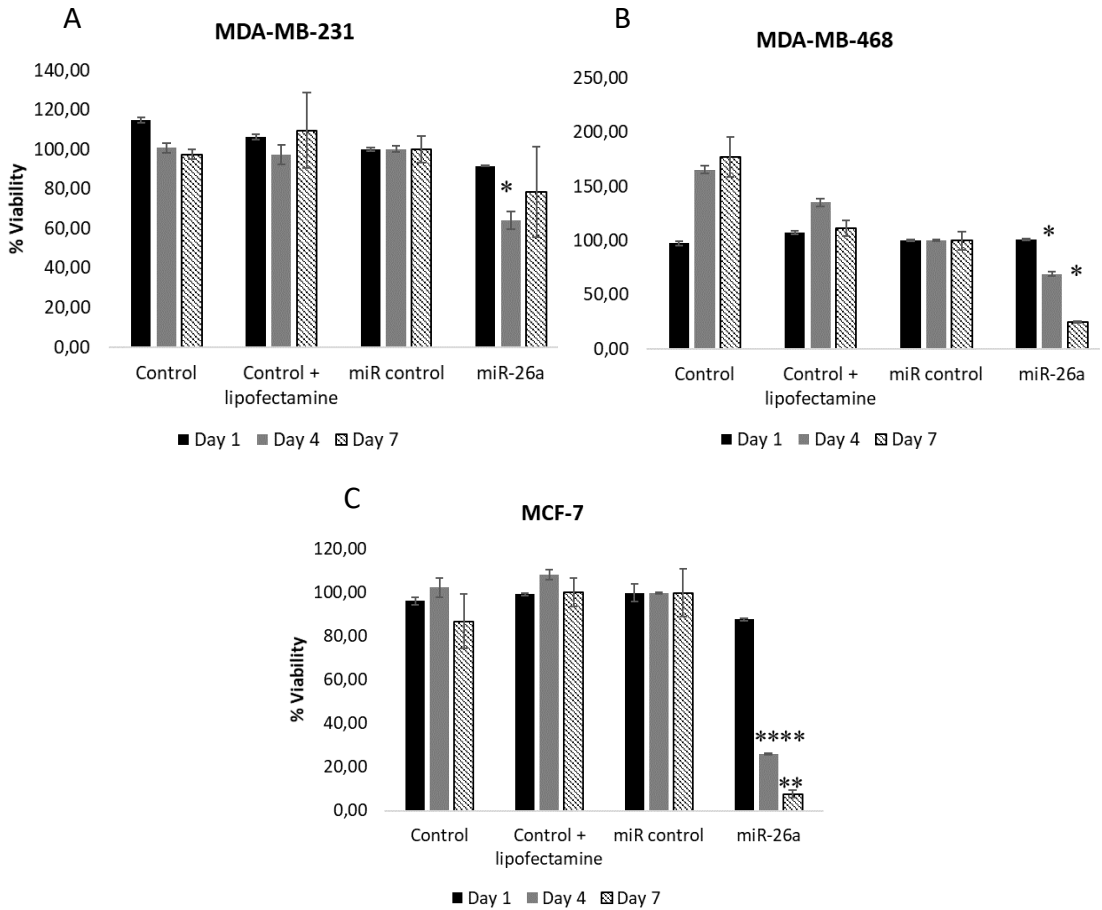 A
MDA-MB-231
% Viability
140,00
120,00
100,00
80,00
60,00
40,00
20,00
0,00
*
Control
Control +
lipofectamine
miR control
miR-26a
Day 1 Day 4 Day 7
B
MDA-MB-468
250,00
200,00
150,00
100,00
50,00
0,00
*
*
Control
Control +
lipofectamine
miR control
miR-26a
Day 1 Day 4 Day 7
C
MCF-7
% Viability
120,00
100,00
80,00
60,00
40,00
20,00
0,00
****
**
Control
Control +
lipofectamine
miR control
miR-26a
Day 1 Day 4 Day 7